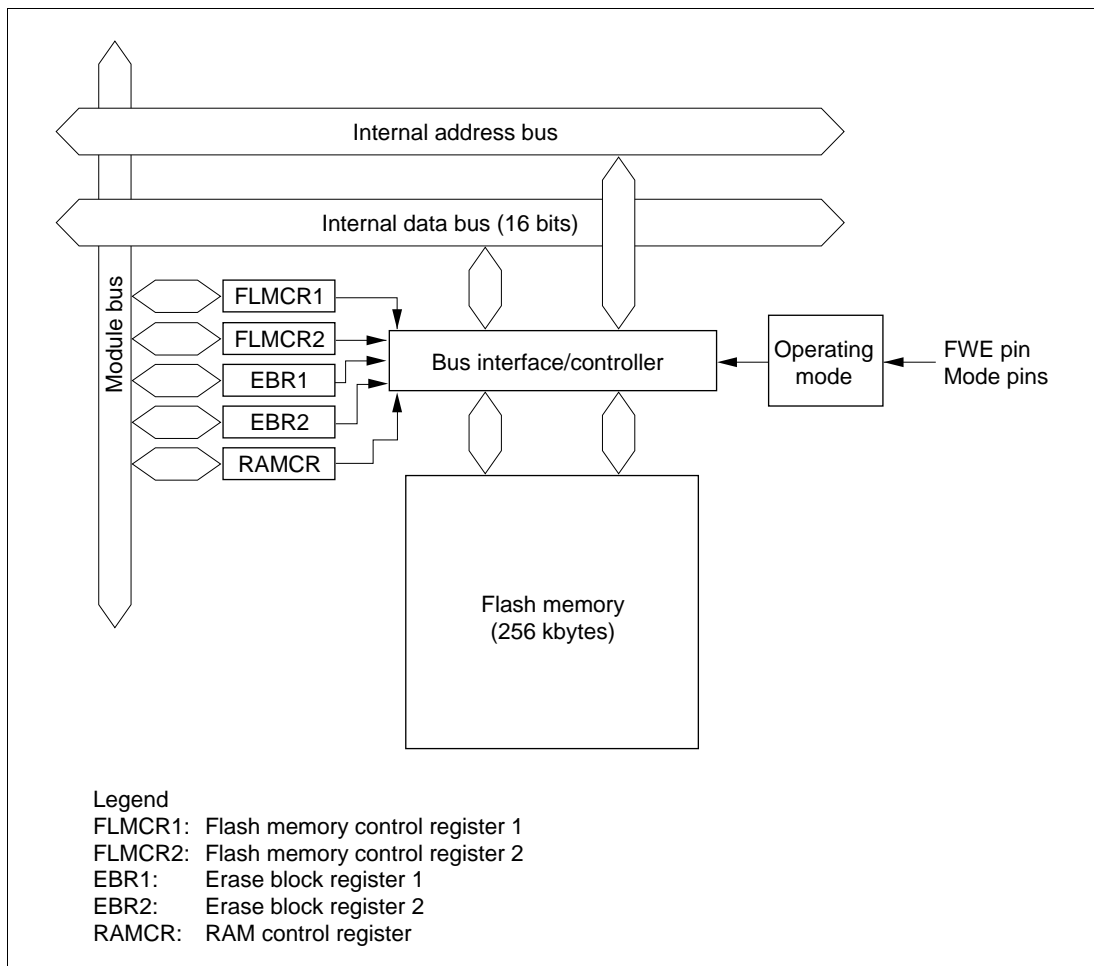 Internal address bus
Internal data bus (16 bits)
Module bus
FLMCR1
FLMCR2
EBR1
EBR2
RAMCR
Bus interface/controller
Operating
mode
FWE pin
Mode pins
Flash memory
(256 kbytes)
Legend
FLMCR1: Flash memory control register 1
FLMCR2: Flash memory control register 2
EBR1: Erase block register 1
EBR2: Erase block register 2
RAMCR: RAM control register